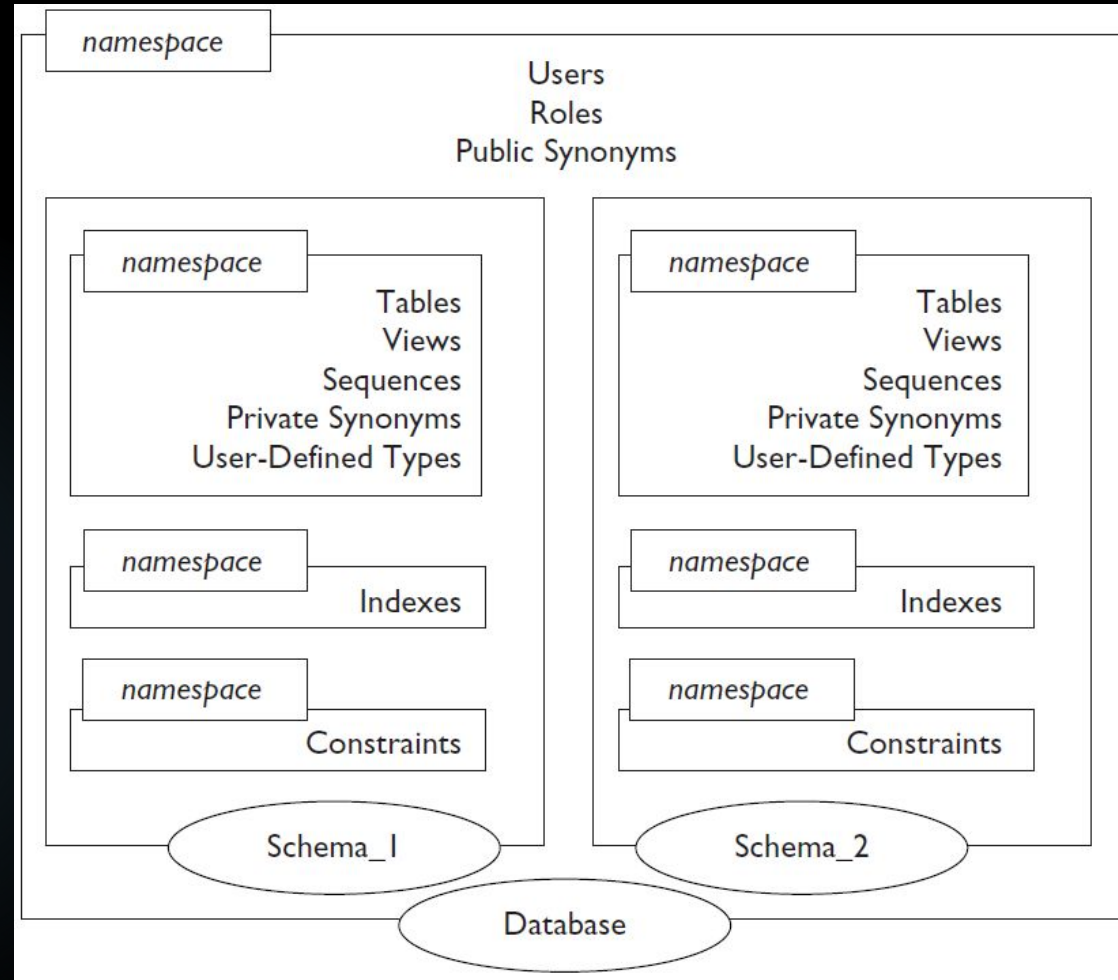 namespace
Users
Roles
Public Synonyms
namespace
Tables
Views
Sequences
Private Synonyms
User-Defined Types
namespace
Indexes
namespace
Constraints
Schema_1
namespace
Tables
Views
Sequences
Private Synonyms
User-Defined Types
namespace
Indexes
namespace
Constraints
Schema_2
Database